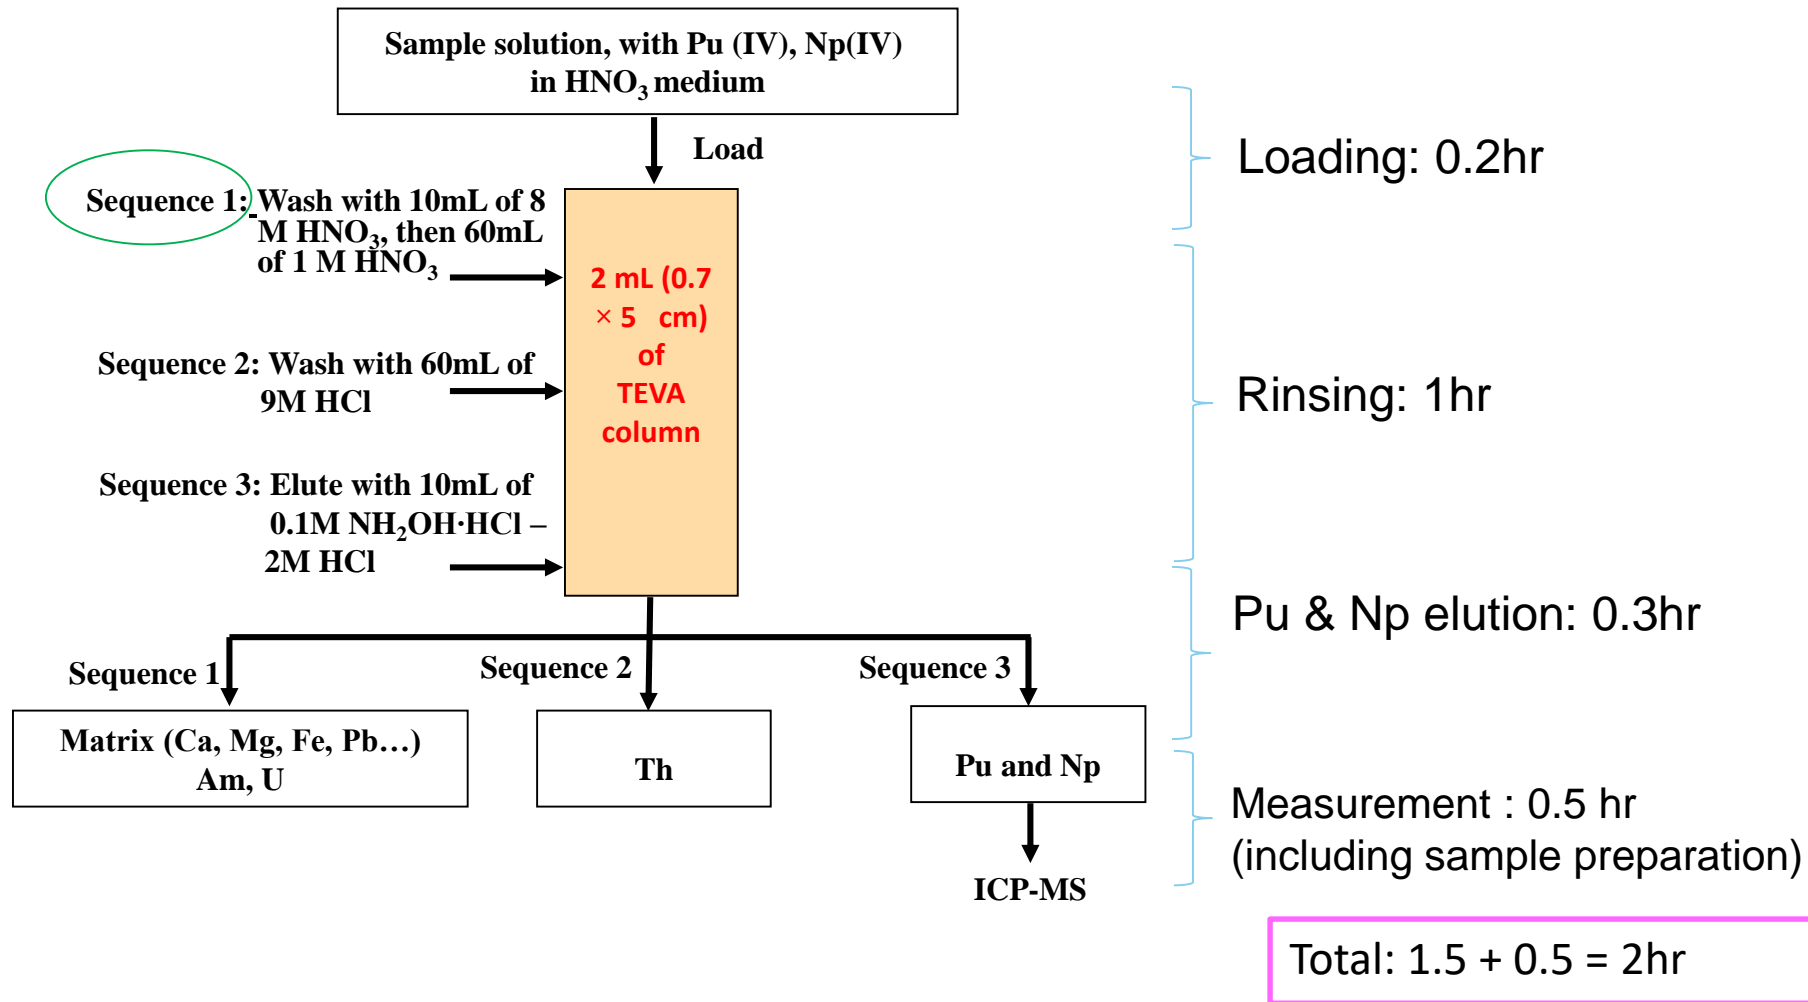 Sample solution, with Pu (IV), Np(IV)
in HNO₃ medium
Load
Loading: 0.2hr
Sequence 1: Wash with 10mL of 8
M HNO₃, then 60mL
of 1 M HNO₃
2 mL (0.7
× 5 cm)
of
TEVA
column
Sequence 2: Wash with 60mL of
9M HCl
Rinsing: 1hr
Sequence 3: Elute with 10mL of
0.1M NH₂OH·HCl –
2M HCl
Pu & Np elution: 0.3hr
Sequence 1
Sequence 2
Sequence 3
Matrix (Ca, Mg, Fe, Pb…)
Am, U
Th
Pu and Np
Measurement : 0.5 hr
(including sample preparation)
ICP-MS
Total: 1.5 + 0.5 = 2hr